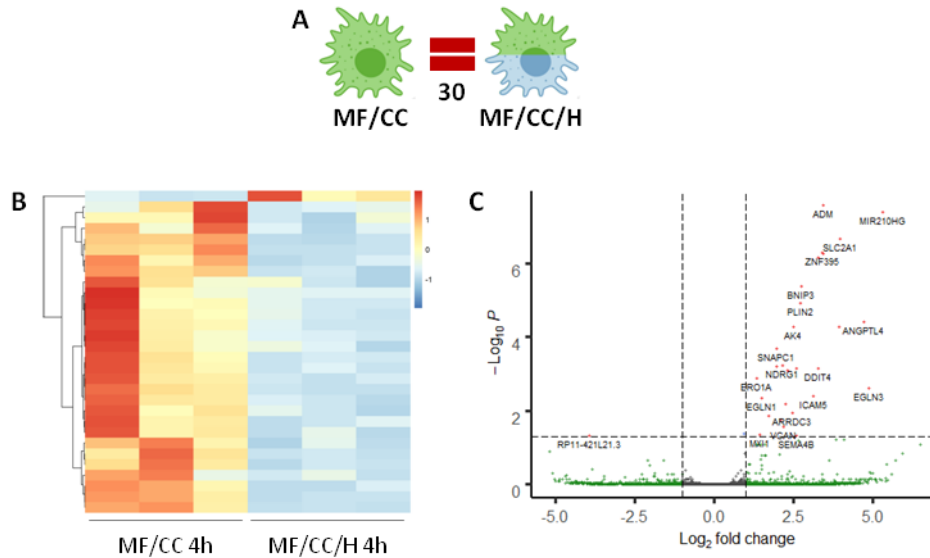 A
MF/CC
30
MF/CC/H
B
1
0
-1
MF/CC 4h
MF/CC/H 4h
C
ADM
MIR210HG
SLC2A1
ZNF395
BNIP3
PLIN2
ANGPTL4
AK4
SNAPC1
NDRG1
DDIT4
ERO1A
EGLN3
EGLN1
ICAM5
ARRDC3
VCAN
MXI1
SEMA4B
RP11-421L21.3
6
4
2
0
−Log10 P
-5.0
-2.5
0.0
2.5
5.0
Log2 fold change